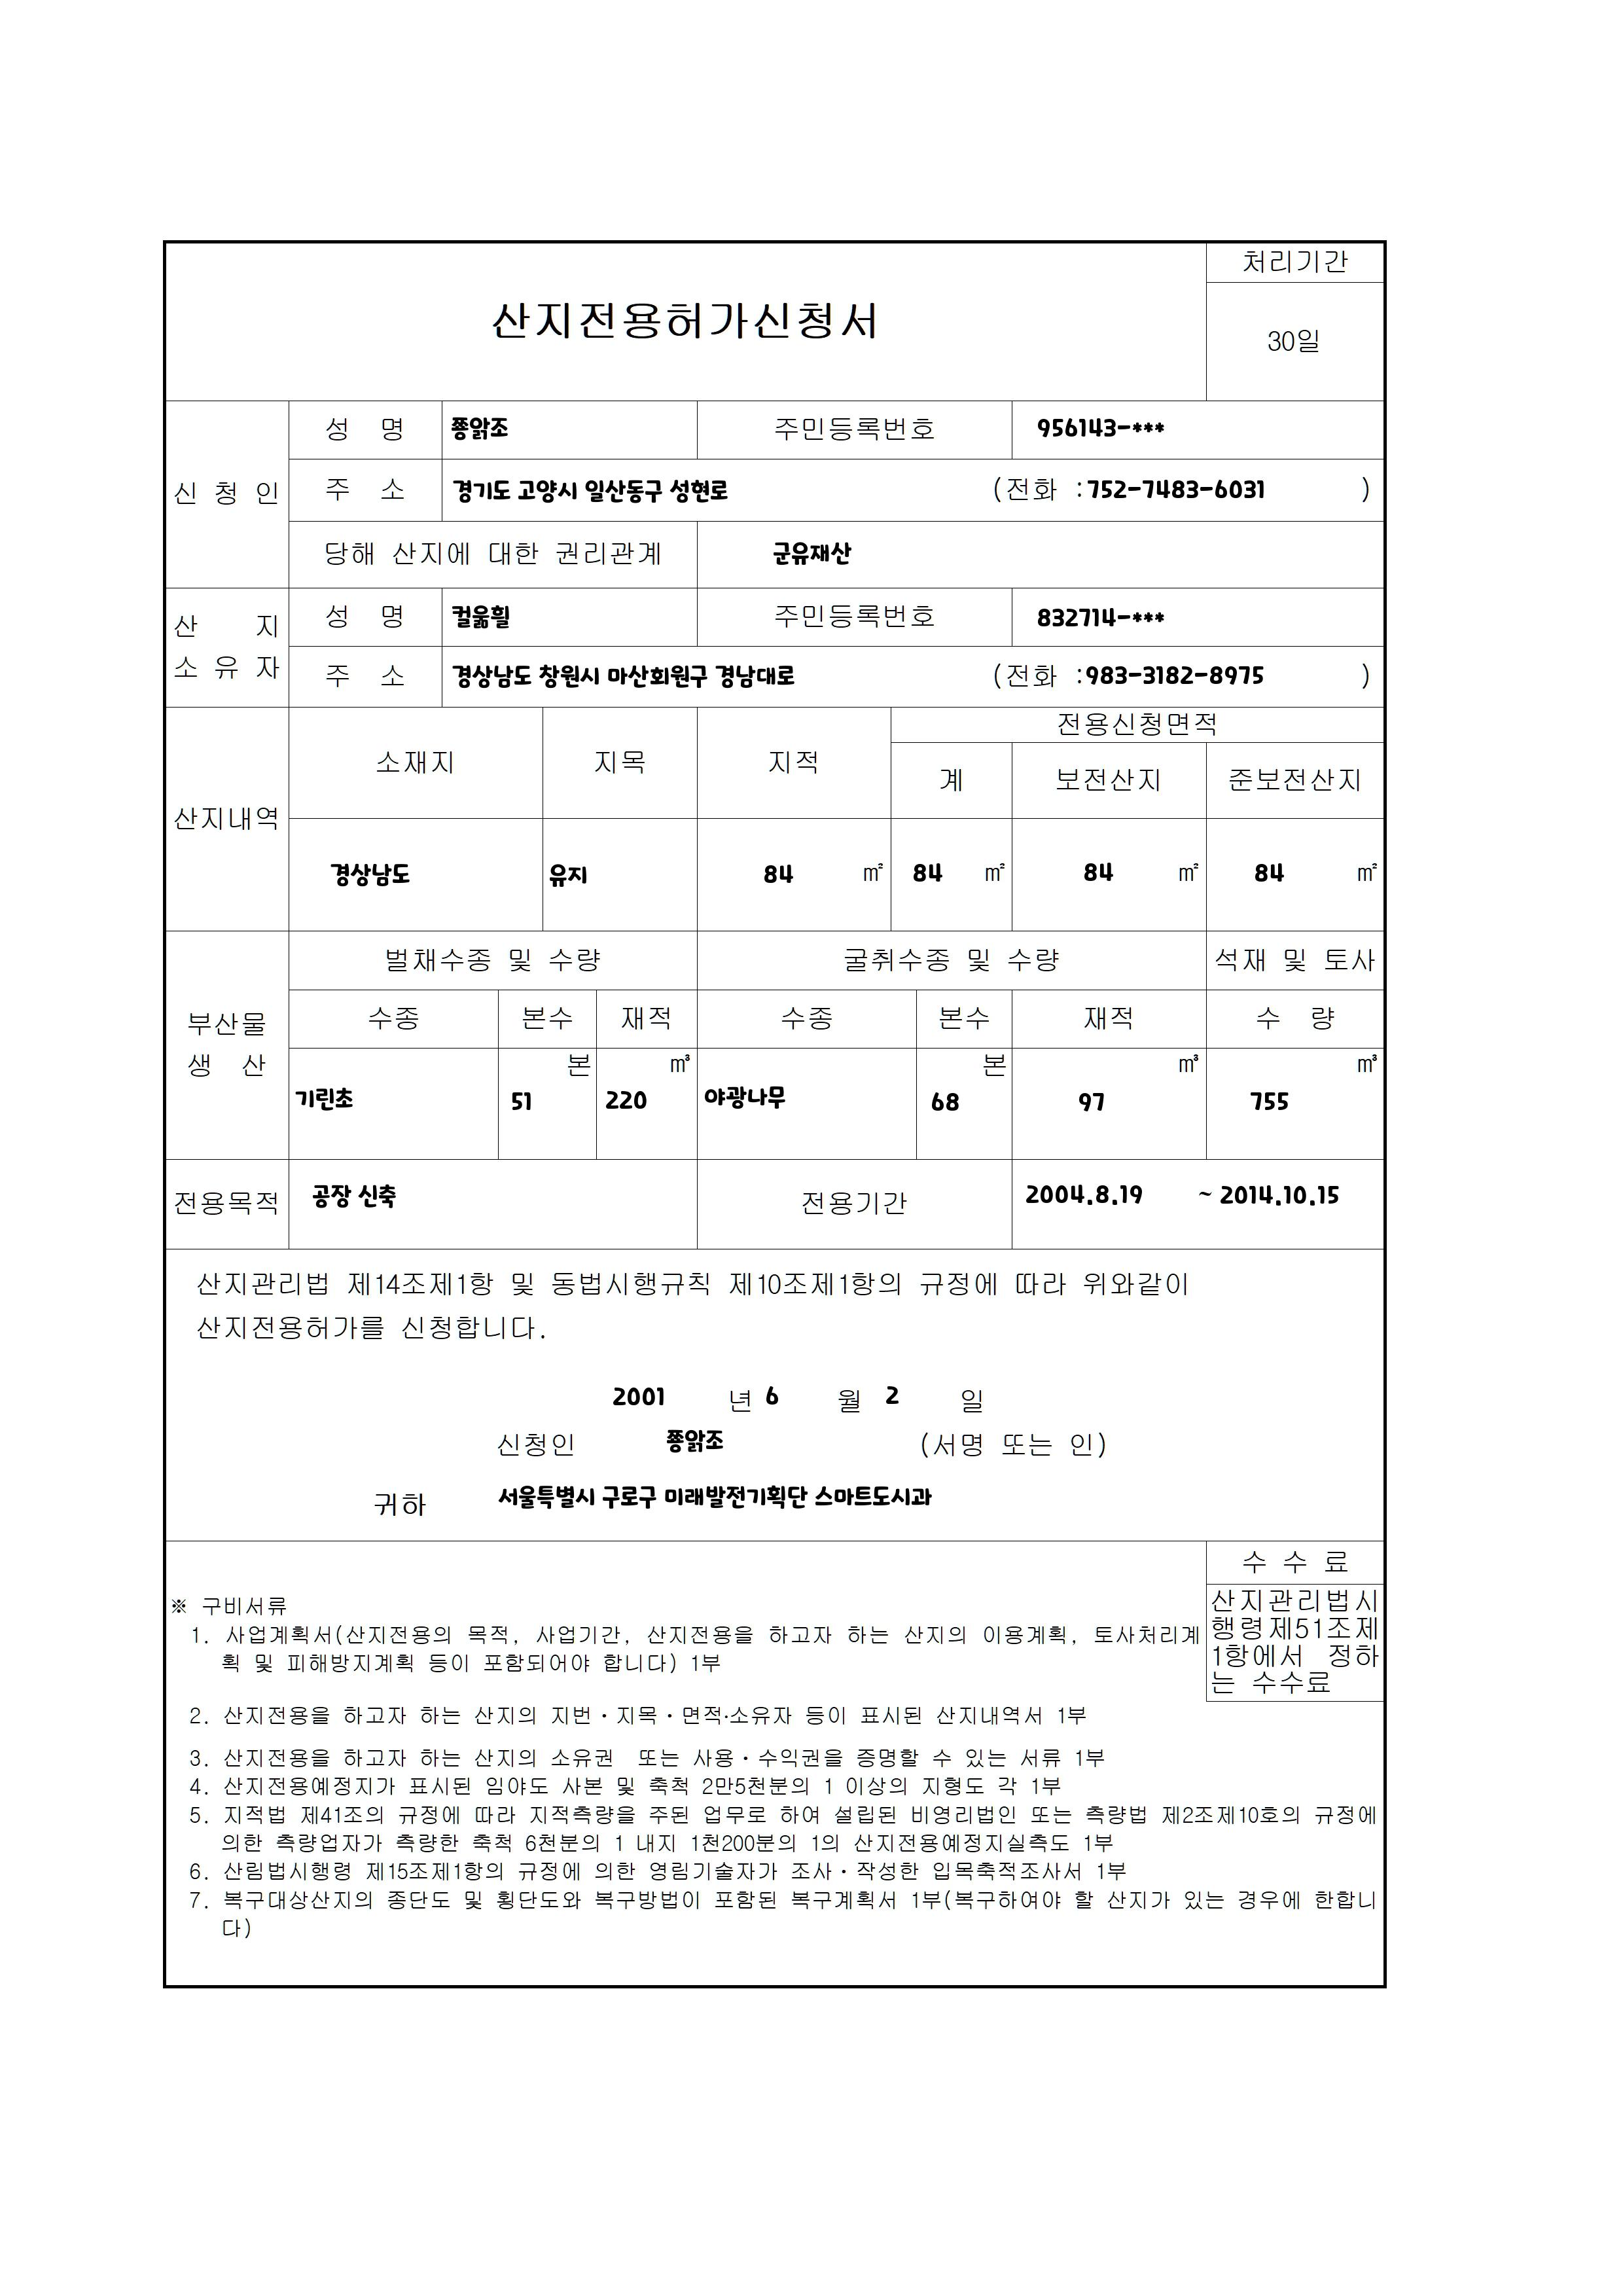 처리기간
산지전용허가신청서
30일
신 청 인
성 명 쫑앍조 주민등록번호 956143-***
주 소 경기도 고양시 일산동구 성현로 (전화 :752-7483-6031 )
당해 산지에 대한 권리관계 군유재산
산 지
소 유 자
성 명 컬욻휠 주민등록번호 832714-***
주 소 경상남도 창원시 마산회원구 경남대로 (전화 :983-3182-8975 )
산지내역
소재지 지목 지적 전용신청면적
계 보전산지 준보전산지
경상남도 유지 84 ㎡ 84 ㎡ 84 ㎡ 84 ㎡
부산물
생 산
벌채수종 및 수량 굴취수종 및 수량 석재 및 토사
수종 본수 재적 수종 본수 재적 수 량
본 ㎥ 본 ㎥ ㎥
기린초 51 220 야광나무 68 97 755
전용목적 공장 신축 전용기간 2004.8.19 ~ 2014.10.15
산지관리법 제14조제1항 및 동법시행규칙 제10조제1항의 규정에 따라 위와같이
산지전용허가를 신청합니다.
2001 년 6 월 2 일
신청인 쫑앍조 (서명 또는 인)
귀하 서울특별시 구로구 미래발전기획단 스마트도시과
수 수 료
산지관리법시
행령제51조제
1항에서 정하
는 수수료
※ 구비서류
1. 사업계획서(산지전용의 목적, 사업기간, 산지전용을 하고자 하는 산지의 이용계획, 토사처리계
획 및 피해방지계획 등이 포함되어야 합니다) 1부
2. 산지전용을 하고자 하는 산지의 지번·지목·면적·소유자 등이 표시된 산지내역서 1부
3. 산지전용을 하고자 하는 산지의 소유권 또는 사용·수익권을 증명할 수 있는 서류 1부
4. 산지전용예정지가 표시된 임야도 사본 및 축척 2만5천분의 1 이상의 지형도 각 1부
5. 지적법 제41조의 규정에 따라 지적측량을 주된 업무로 하여 설립된 비영리법인 또는 측량법 제2조제10호의 규정에
의한 측량업자가 측량한 축척 6천분의 1 내지 1천200분의 1의 산지전용예정지실측도 1부
6. 산림법시행령 제15조제1항의 규정에 의한 영림기술자가 조사·작성한 입목축적조사서 1부
7. 복구대상산지의 종단도 및 횡단도와 복구방법이 포함된 복구계획서 1부(복구하여야 할 산지가 있는 경우에 한합니
다)